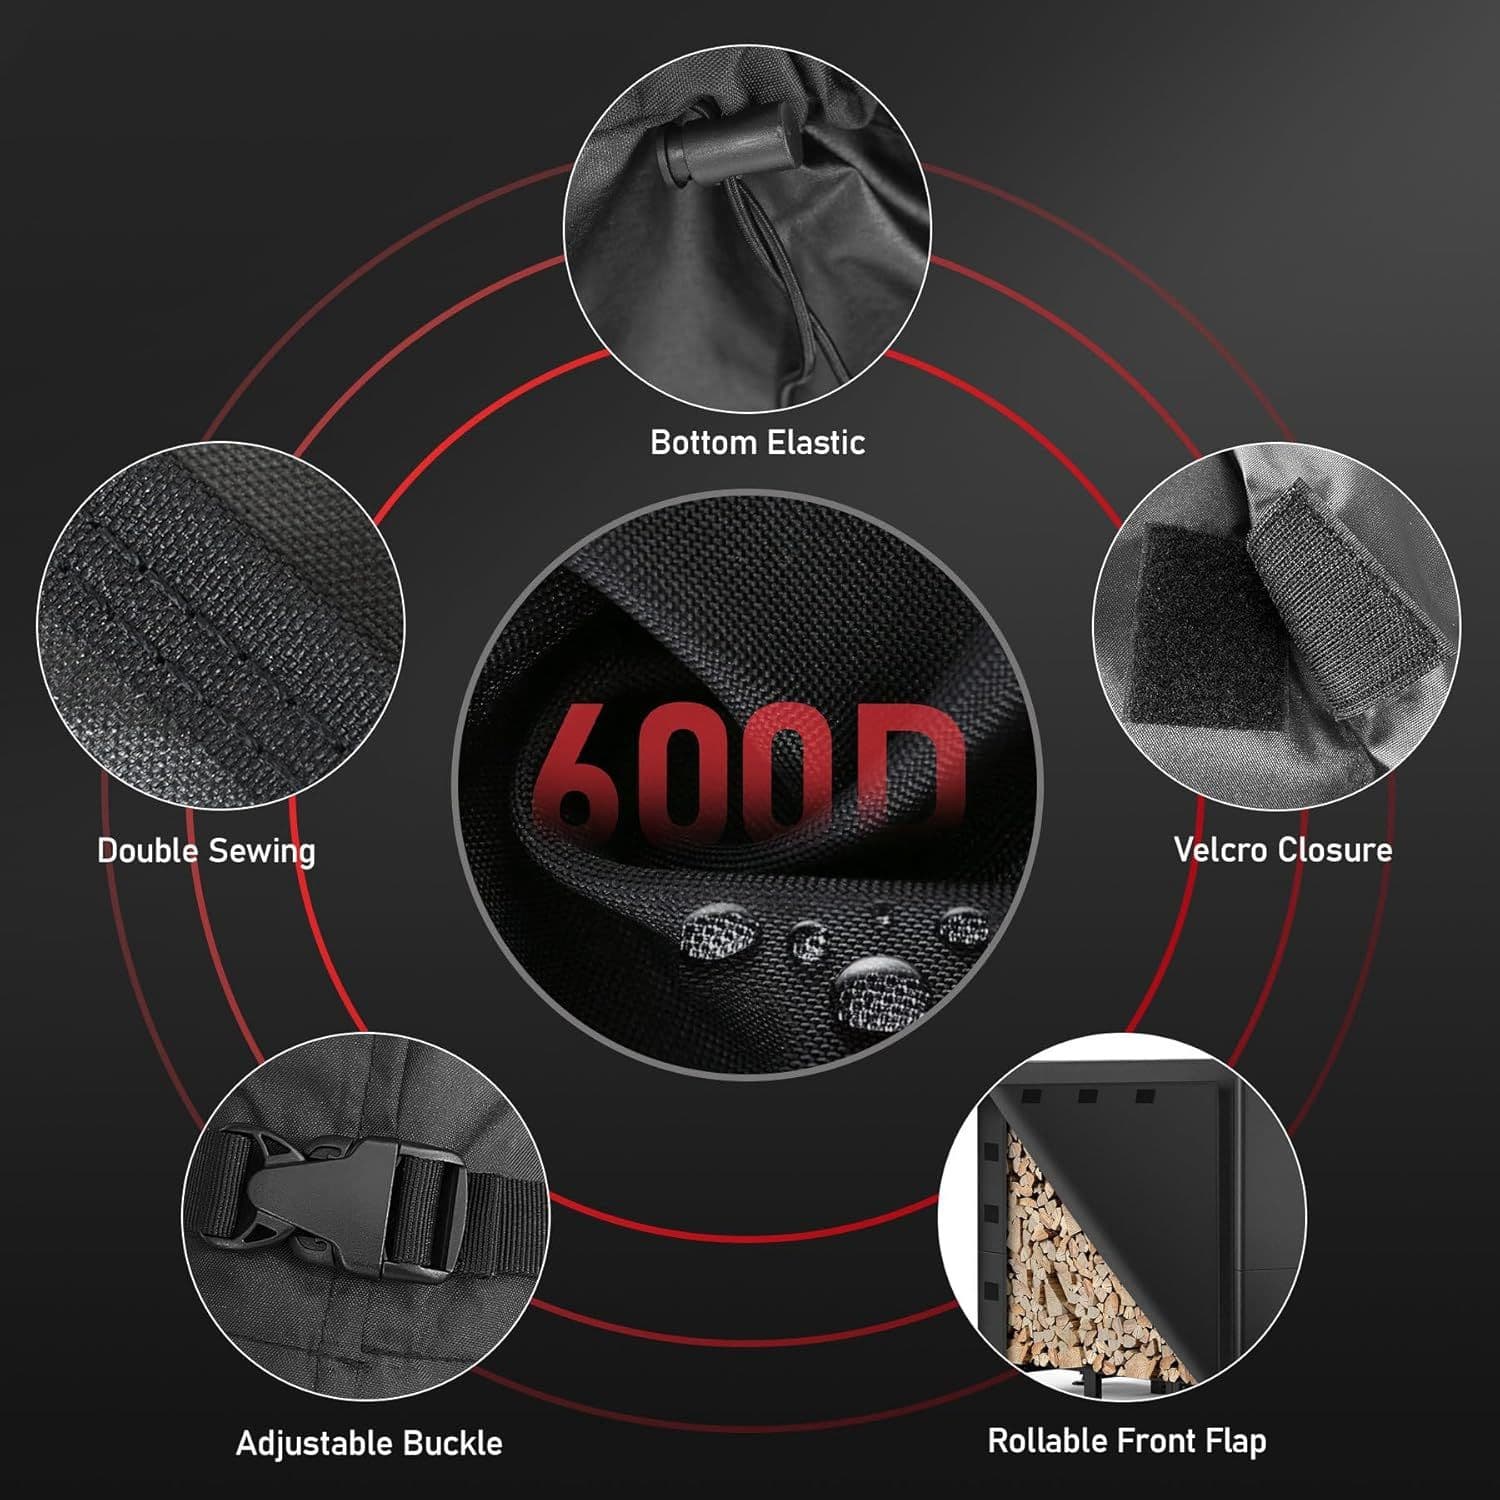 Bottom Elastic
600D
Double Sewing
Velcro Closure
Adjustable Buckle
Rollable Front Flap